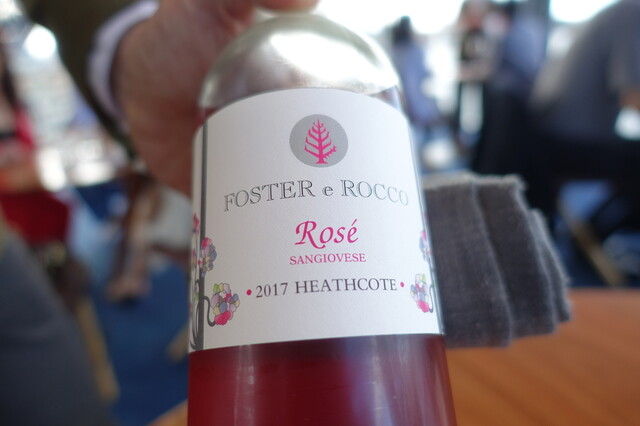 FOSTER e ROCCO
Rosé
SANGIOVESE
• 2017 HEATHCOTE •